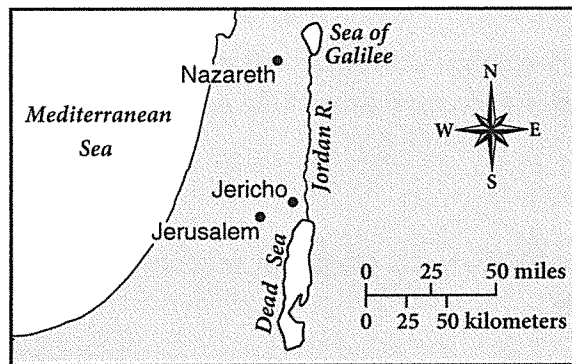 Sea of
Galilee
Nazareth
Mediterranean
Sea
Jordan R.
N
W E
S
Jericho
Jerusalem
Dead Sea
0 25 50 miles
0 25 50 kilometers